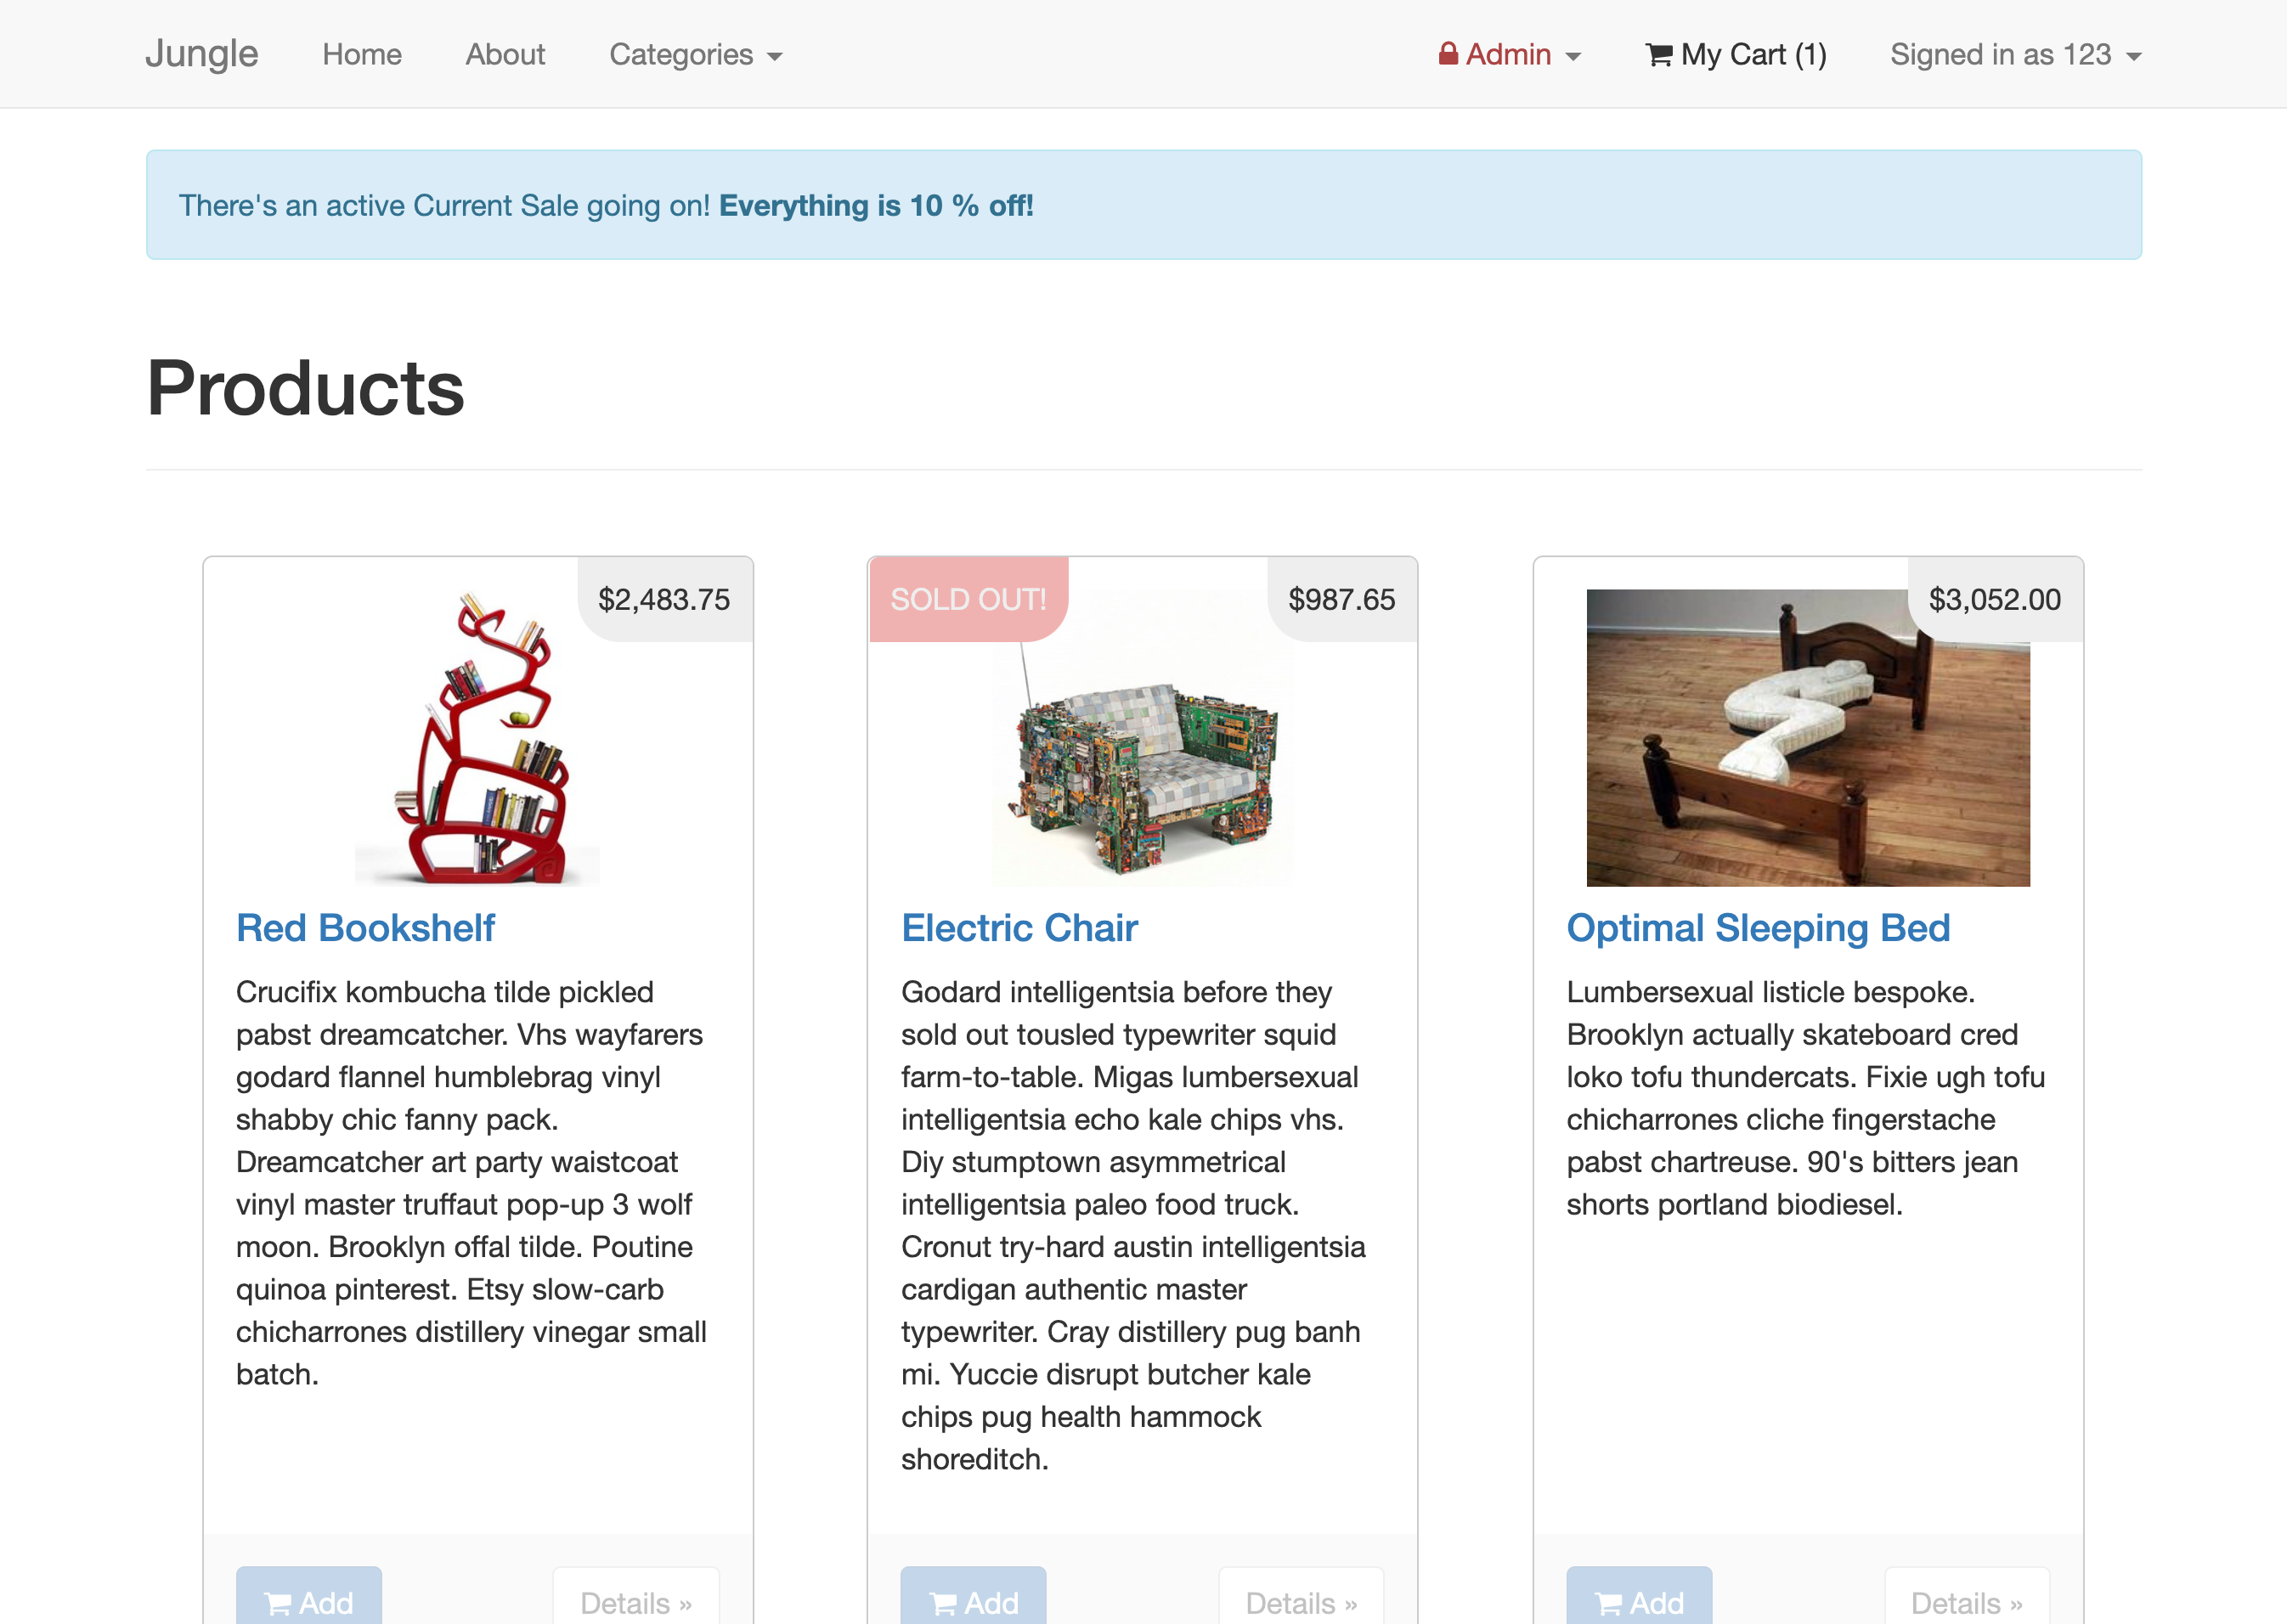 Jungle Home About Categories Admin My Cart (1) Signed in as 123
There's an active Current Sale going on! Everything is 10 % off!
Products
$2,483.75
Red Bookshelf
Crucifix kombucha tilde pickled
pabst dreamcatcher. Vhs wayfarers
godard flannel humblebrag vinyl
shabby chic fanny pack.
Dreamcatcher art party waistcoat
vinyl master truffaut pop-up 3 wolf
moon. Brooklyn offal tilde. Poutine
quinoa pinterest. Etsy slow-carb
chicharrones distillery vinegar small
batch.
Add Details »
SOLD OUT! $987.65
Electric Chair
Godard intelligentsia before they
sold out tousled typewriter squid
farm-to-table. Migas lumbersexual
intelligentsia echo kale chips vhs.
Diy stumptown asymmetrical
intelligentsia paleo food truck.
Cronut try-hard austin intelligentsia
cardigan authentic master
typewriter. Cray distillery pug banh
mi. Yuccie disrupt butcher kale
chips pug health hammock
shoreditch.
Add Details »
$3,052.00
Optimal Sleeping Bed
Lumbersexual listicle bespoke.
Brooklyn actually skateboard cred
loko tofu thundercats. Fixie ugh tofu
chicharrones cliche fingerstache
pabst chartreuse. 90's bitters jean
shorts portland biodiesel.
Add Details »